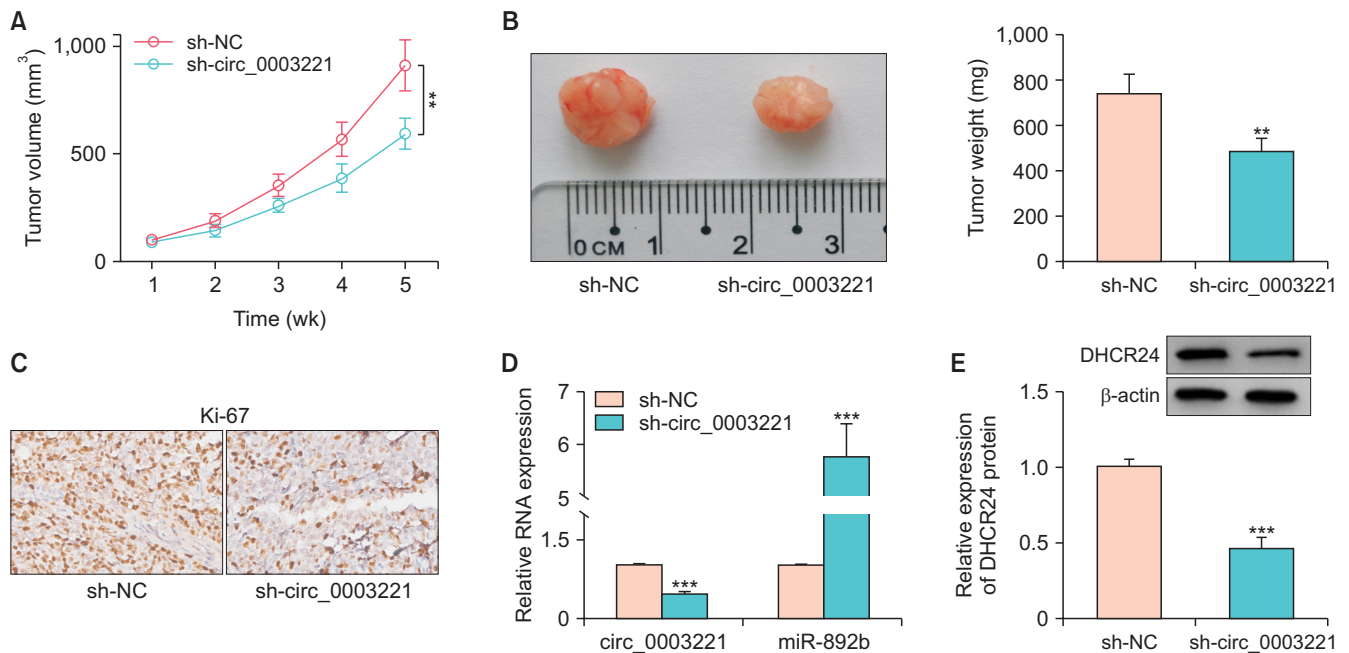 A
Tumor volume (mm³)
1,000
500
0
sh-NC
sh-circ_0003221
**
1 2 3 4 5
Time (wk)
B
0 CM 1 2 3
sh-NC sh-circ_0003221
Tumor weight (mg)
1,000
800
600
400
200
0
**
sh-NC sh-circ_0003221
C
Ki-67
sh-NC sh-circ_0003221
D
Relative RNA expression
7
6
5
1.5
0
sh-NC
sh-circ_0003221
***
***
circ_0003221 miR-892b
E
DHCR24
β-actin
Relative expression
of DHCR24 protein
1.5
1.0
0.5
0
***
sh-NC sh-circ_0003221